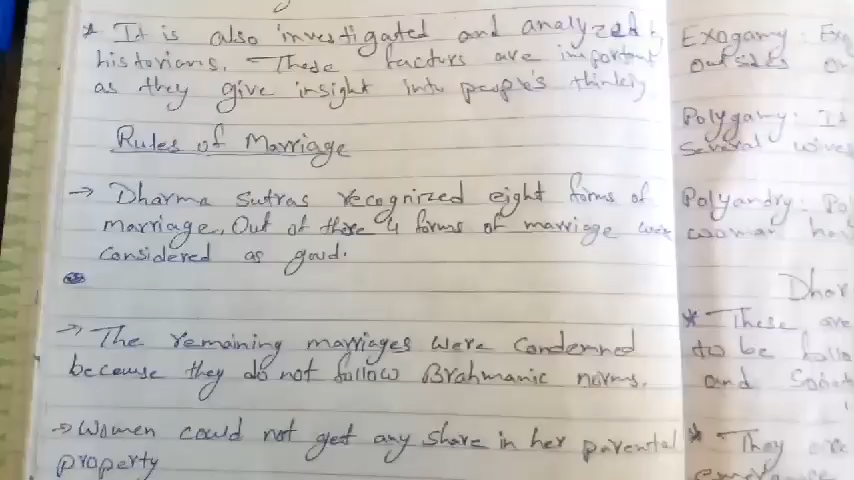 * It is also investigated and analyzed
historians. These factors are important
as they give insight into people's thinking
Rules of Marriage
→ Dharma Sutras recognized eight forms of
marriage. Out of these 4 forms of marriage were
considered as good.
→ The remaining marriages were condemned
because they do not follow Brahmanic norms.
→ Women could not get any share in her parental
property
Exogamy:
outside
Polygamy: It
Several wives
Polyandry:
woman
* These are
to be
and
* They are